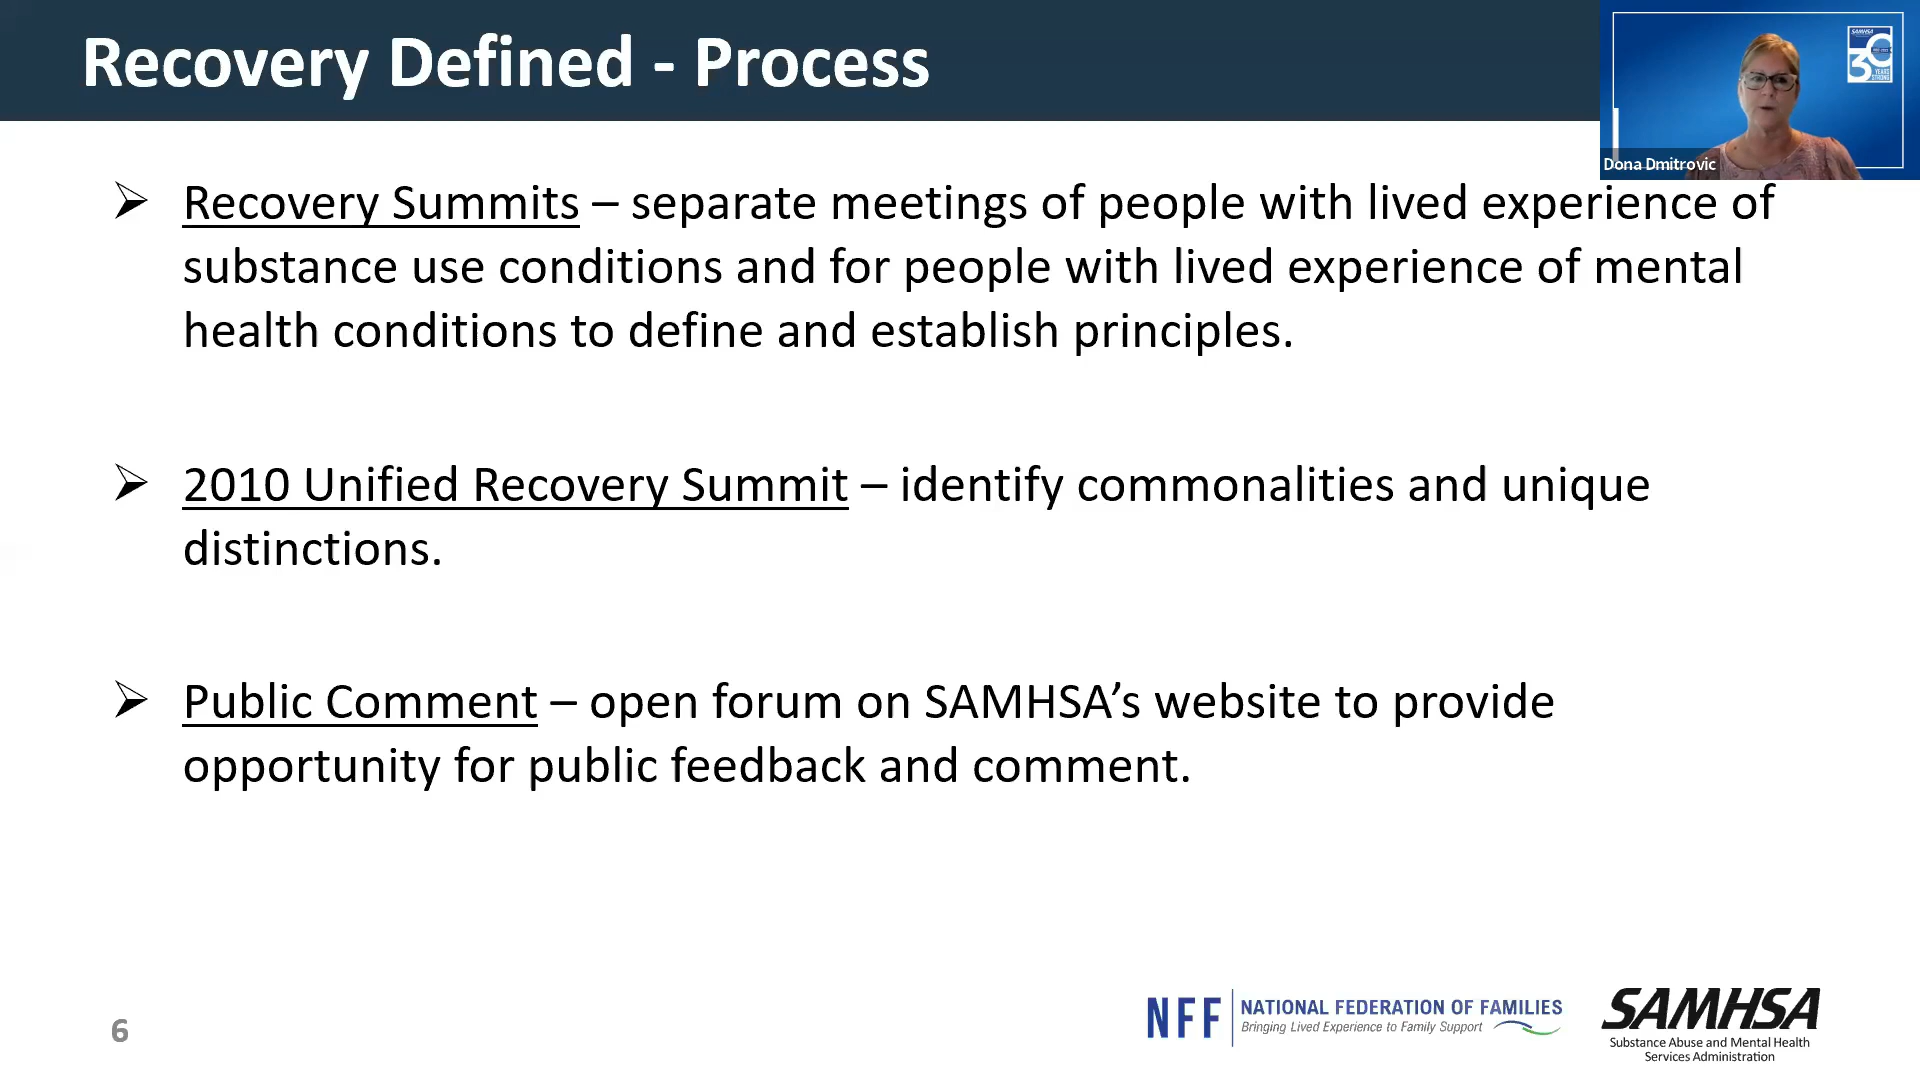 Recovery Defined - Process
SAMHSA
30
YEARS
STRONG
Dona Dmitrovic
➢ Recovery Summits – separate meetings of people with lived experience of
substance use conditions and for people with lived experience of mental
health conditions to define and establish principles.
➢ 2010 Unified Recovery Summit – identify commonalities and unique
distinctions.
➢ Public Comment – open forum on SAMHSA’s website to provide
opportunity for public feedback and comment.
6
NFF
NATIONAL FEDERATION OF FAMILIES
Bringing Lived Experience to Family Support
SAMHSA
Substance Abuse and Mental Health
Services Administration